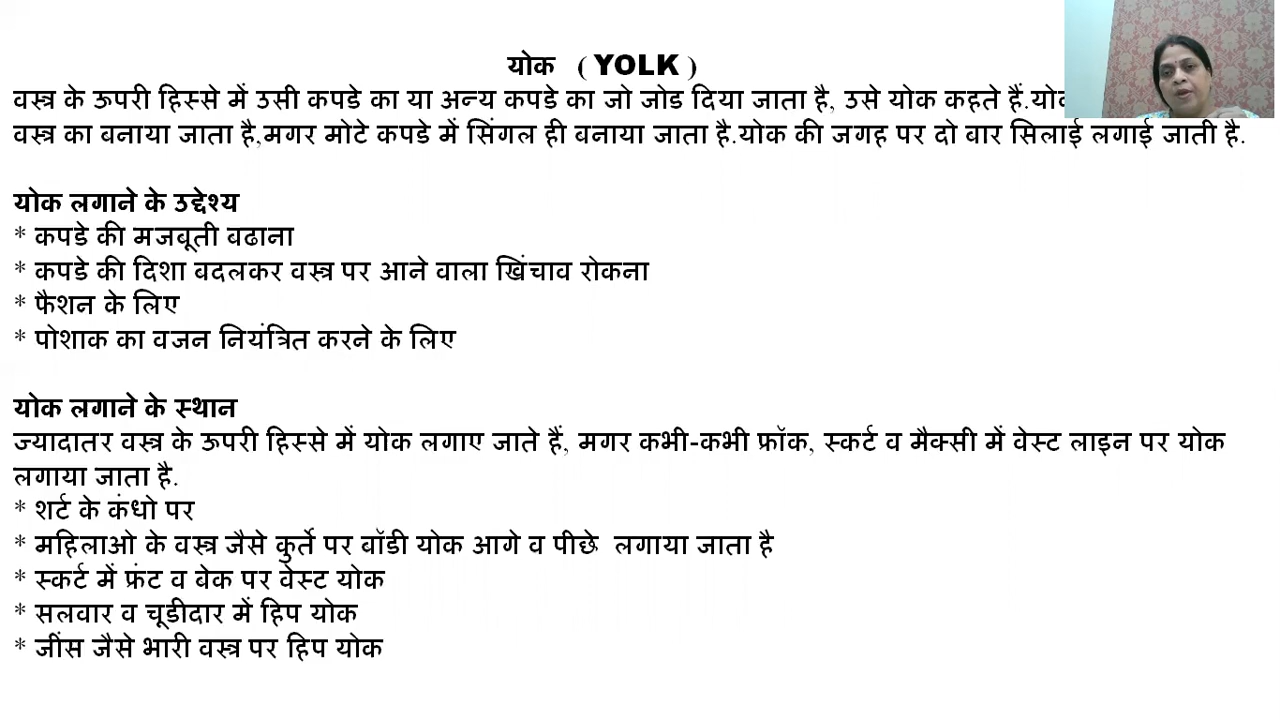 योक ( YOLK )
वस्त्र के ऊपरी हिस्से में उसी कपडे का या अन्य कपडे का जो जोड दिया जाता है, उसे योक कहते हैं.
वस्त्र का बनाया जाता है,मगर मोटे कपडे में सिंगल ही बनाया जाता है.योक की जगह पर दो बार सिलाई लगाई जाती है.
योक लगाने के उद्देश्य
* कपडे की मजबूती बढाना
* कपडे की दिशा बदलकर वस्त्र पर आने वाला खिंचाव रोकना
* फैशन के लिए
* पोशाक का वजन नियंत्रित करने के लिए
योक लगाने के स्थान
ज्यादातर वस्त्र के ऊपरी हिस्से में योक लगाए जाते हैं, मगर कभी-कभी फ्रॉक, स्कर्ट व मैक्सी में वेस्ट लाइन पर योक
लगाया जाता है.
* शर्ट के कंधो पर
* महिलाओ के वस्त्र जैसे कुर्ते पर बॉडी योक आगे व पीछे लगाया जाता है
* स्कर्ट में फ्रंट व बेक पर वेस्ट योक
* सलवार व चूडीदार में हिप योक
* जींस जैसे भारी वस्त्र पर हिप योक